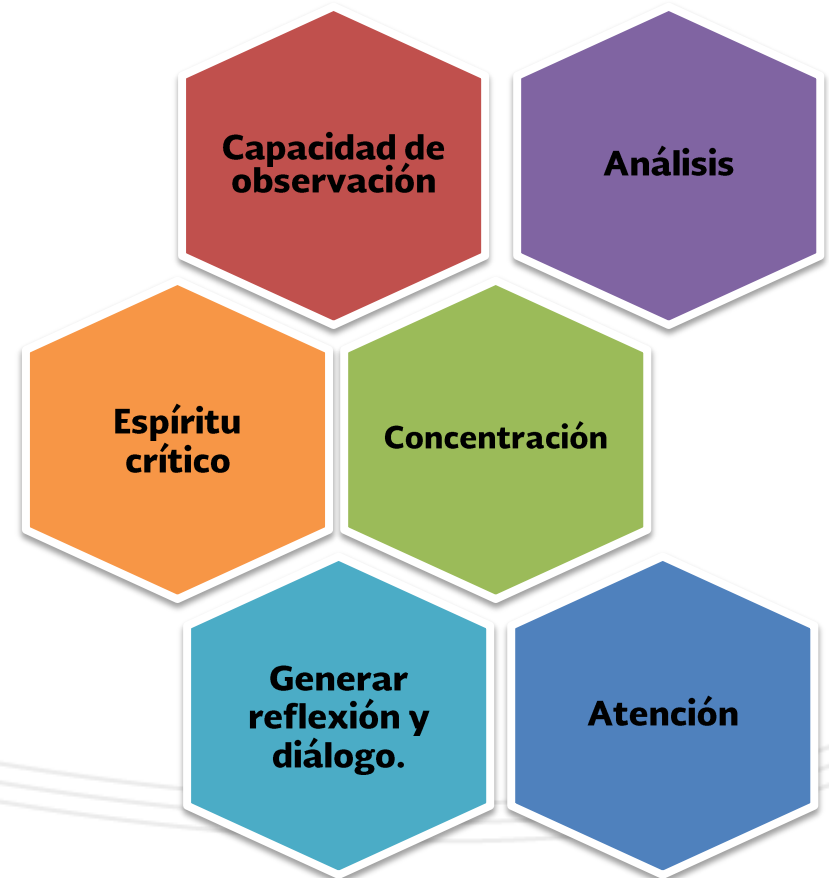 Capacidad de
observación
Análisis
Espíritu
crítico
Concentración
Generar
reflexión y
diálogo.
Atención